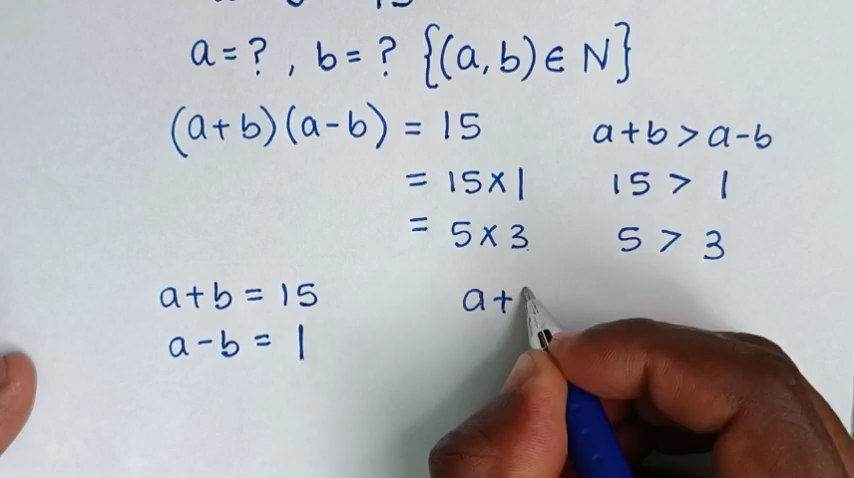 a = ? , b = ? {(a, b) ∈ N}
(a+b)(a-b) = 15 a+b > a-b
= 15 × 1 15 > 1
= 5 × 3 5 > 3
a+b = 15 a+
a-b = 1